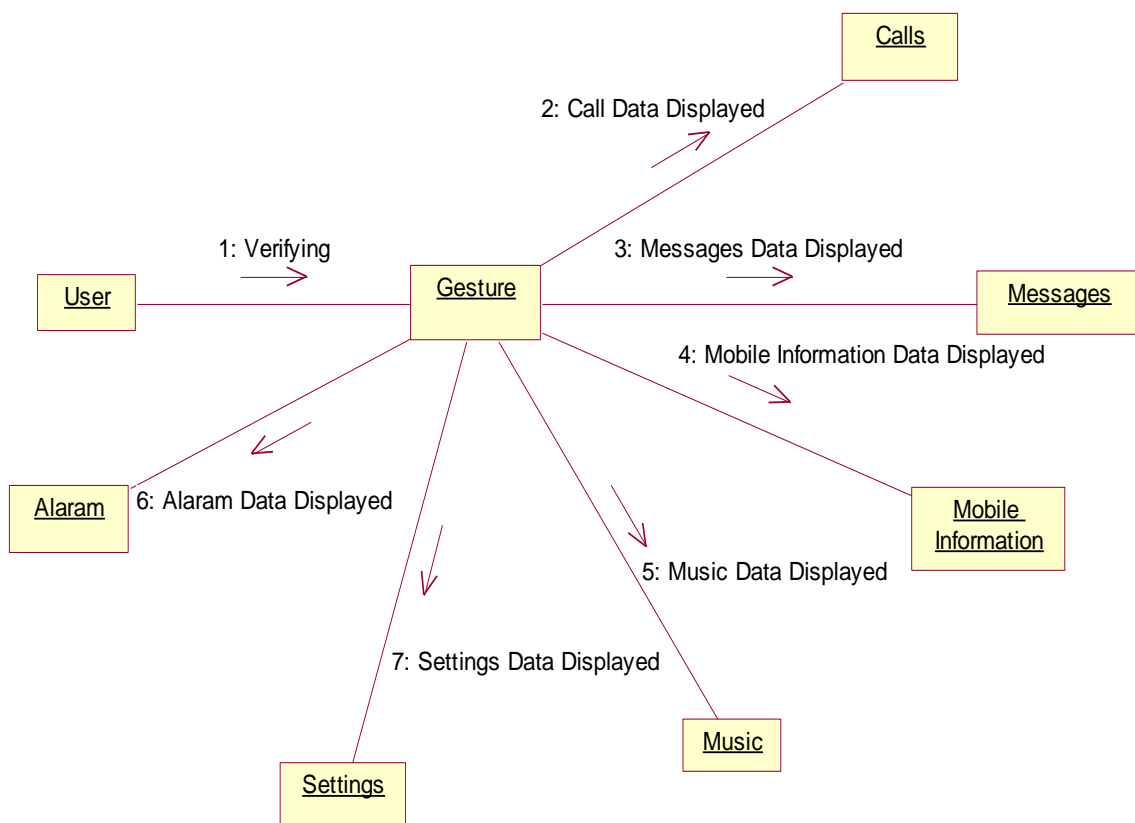 Calls
2: Call Data Displayed
1: Verifying
3: Messages Data Displayed
User
Gesture
Messages
4: Mobile Information Data Displayed
Alaram
6: Alaram Data Displayed
Mobile
Information
5: Music Data Displayed
7: Settings Data Displayed
Music
Settings